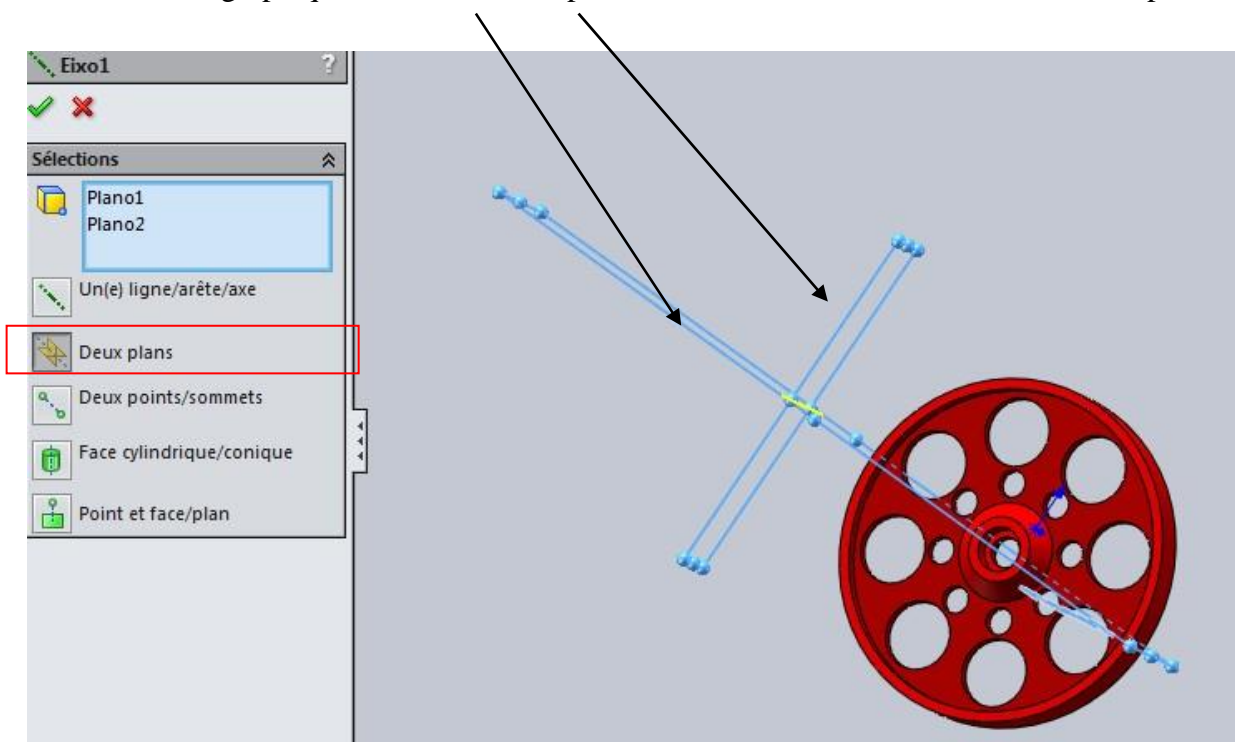 Eixo1 ?
Sélections
Plano1
Plano2
Un(e) ligne/arête/axe
Deux plans
Deux points/sommets
Face cylindrique/conique
Point et face/plan